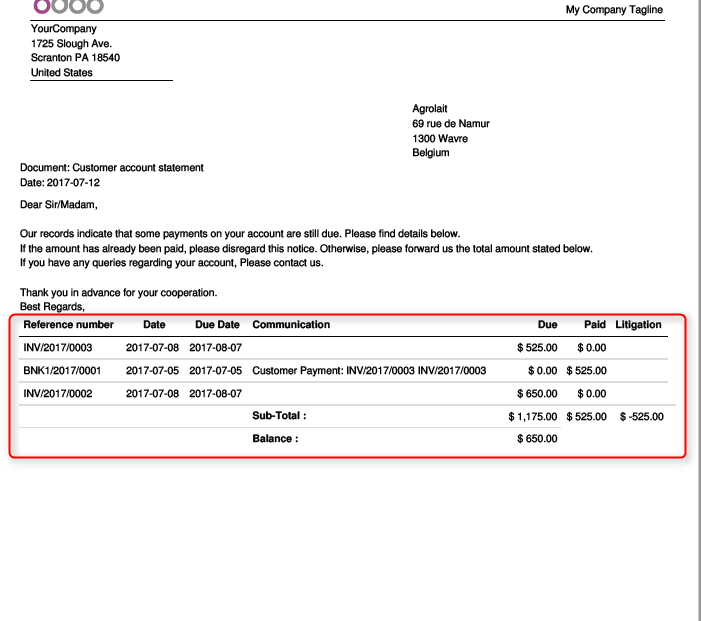 odoo
My Company Tagline
YourCompany
1725 Slough Ave.
Scranton PA 18540
United States
Agrolait
69 rue de Namur
1300 Wavre
Belgium
Document: Customer account statement
Date: 2017-07-12
Dear Sir/Madam,
Our records indicate that some payments on your account are still due. Please find details below.
If the amount has already been paid, please disregard this notice. Otherwise, please forward us the total amount stated below.
If you have any queries regarding your account, Please contact us.
Thank you in advance for your cooperation.
Best Regards,
Reference number Date Due Date Communication Due Paid Litigation
INV/2017/0003 2017-07-08 2017-08-07 $ 525.00 $ 0.00
BNK1/2017/0001 2017-07-05 2017-07-05 Customer Payment: INV/2017/0003 INV/2017/0003 $ 0.00 $ 525.00
INV/2017/0002 2017-07-08 2017-08-07 $ 650.00 $ 0.00
Sub-Total : $ 1,175.00 $ 525.00 $ -525.00
Balance : $ 650.00